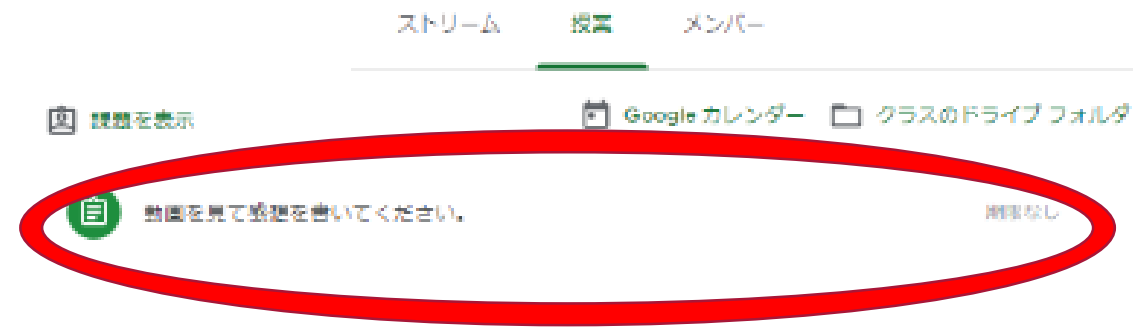 ストリーム 授業 メンバー
課題を表示 Google カレンダー クラスのドライブ フォルダ
動画を見て感想を書いてください。 期限なし